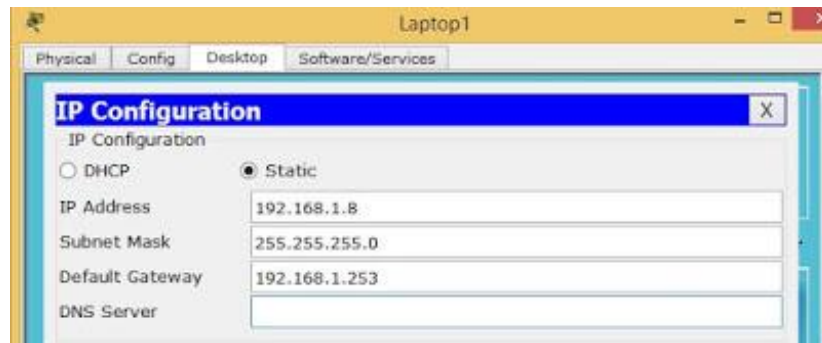 Laptop1
Physical Config Desktop Software/Services
IP Configuration X
IP Configuration
DHCP Static
IP Address 192.168.1.8
Subnet Mask 255.255.255.0
Default Gateway 192.168.1.253
DNS Server